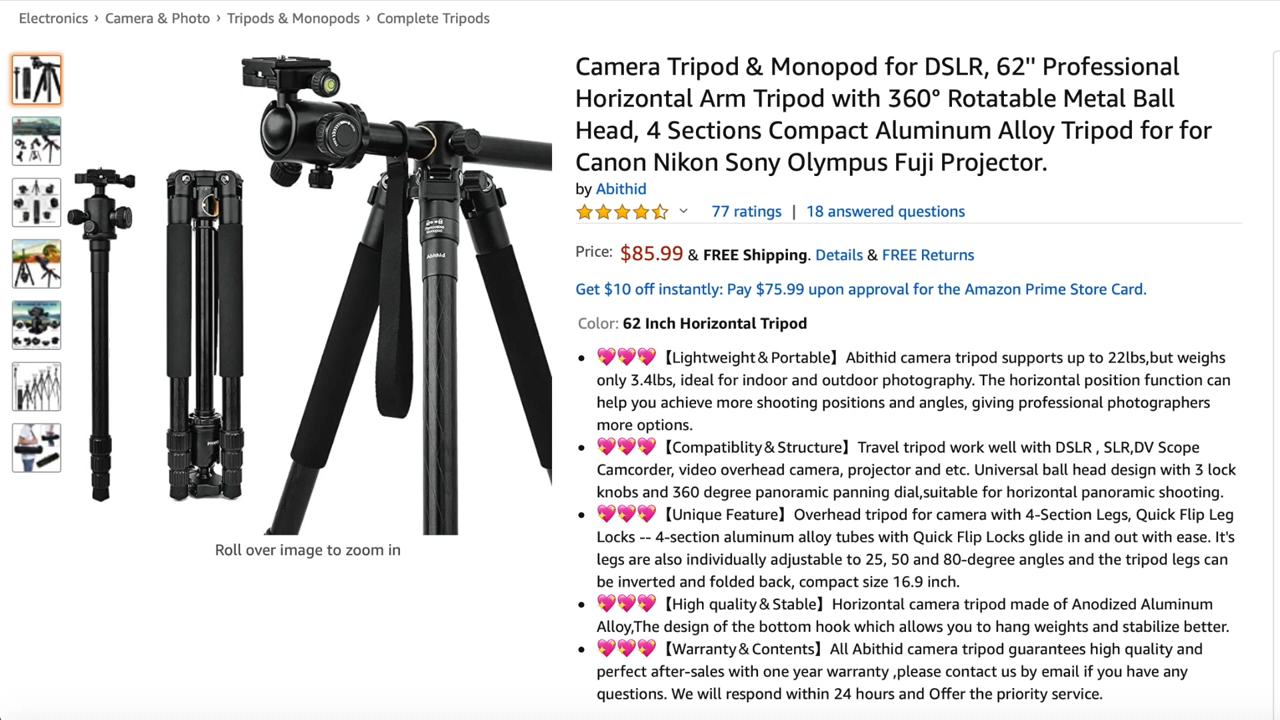 Electronics › Camera & Photo › Tripods & Monopods › Complete Tripods
Camera Tripod & Monopod for DSLR, 62'' Professional
Horizontal Arm Tripod with 360° Rotatable Metal Ball
Head, 4 Sections Compact Aluminum Alloy Tripod for for
Canon Nikon Sony Olympus Fuji Projector.
by Abithid
77 ratings | 18 answered questions
Price: $85.99 & FREE Shipping. Details & FREE Returns
Get $10 off instantly: Pay $75.99 upon approval for the Amazon Prime Store Card.
Color: 62 Inch Horizontal Tripod
• 💖💖💖【Lightweight&Portable】Abithid camera tripod supports up to 22lbs,but weighs
only 3.4lbs, ideal for indoor and outdoor photography. The horizontal position function can
help you achieve more shooting positions and angles, giving professional photographers
more options.
• 💖💖💖【Compatiblity&Structure】Travel tripod work well with DSLR , SLR,DV Scope
Camcorder, video overhead camera, projector and etc. Universal ball head design with 3 lock
knobs and 360 degree panoramic panning dial,suitable for horizontal panoramic shooting.
• 💖💖💖【Unique Feature】Overhead tripod for camera with 4-Section Legs, Quick Flip Leg
Locks -- 4-section aluminum alloy tubes with Quick Flip Locks glide in and out with ease. It's
legs are also individually adjustable to 25, 50 and 80-degree angles and the tripod legs can
be inverted and folded back, compact size 16.9 inch.
• 💖💖💖【High quality&Stable】Horizontal camera tripod made of Anodized Aluminum
Alloy,The design of the bottom hook which allows you to hang weights and stabilize better.
• 💖💖💖【Warranty&Contents】All Abithid camera tripod guarantees high quality and
perfect after-sales with one year warranty ,please contact us by email if you have any
questions. We will respond within 24 hours and Offer the priority service.
Abithid
Roll over image to zoom in